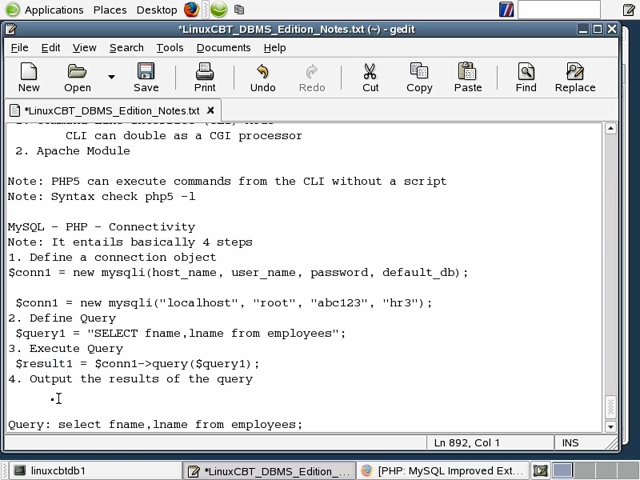 Applications Places Desktop
*LinuxCBT_DBMS_Edition_Notes.txt (~) - gedit
File Edit View Search Tools Documents Help
New Open Save Print Undo Redo Cut Copy Paste Find Replace
*LinuxCBT_DBMS_Edition_Notes.txt
CLI can double as a CGI processor
2. Apache Module
Note: PHP5 can execute commands from the CLI without a script
Note: Syntax check php5 -l
MySQL - PHP - Connectivity
Note: It entails basically 4 steps
1. Define a connection object
$conn1 = new mysqli(host_name, user_name, password, default_db);
$conn1 = new mysqli("localhost", "root", "abc123", "hr3");
2. Define Query
$query1 = "SELECT fname,lname from employees";
3. Execute Query
$result1 = $conn1->query($query1);
4. Output the results of the query
Query: select fname,lname from employees;
Ln 892, Col 1 INS
linuxcbtdb1 *LinuxCBT_DBMS_Edition_... [PHP: MySQL Improved Ext...